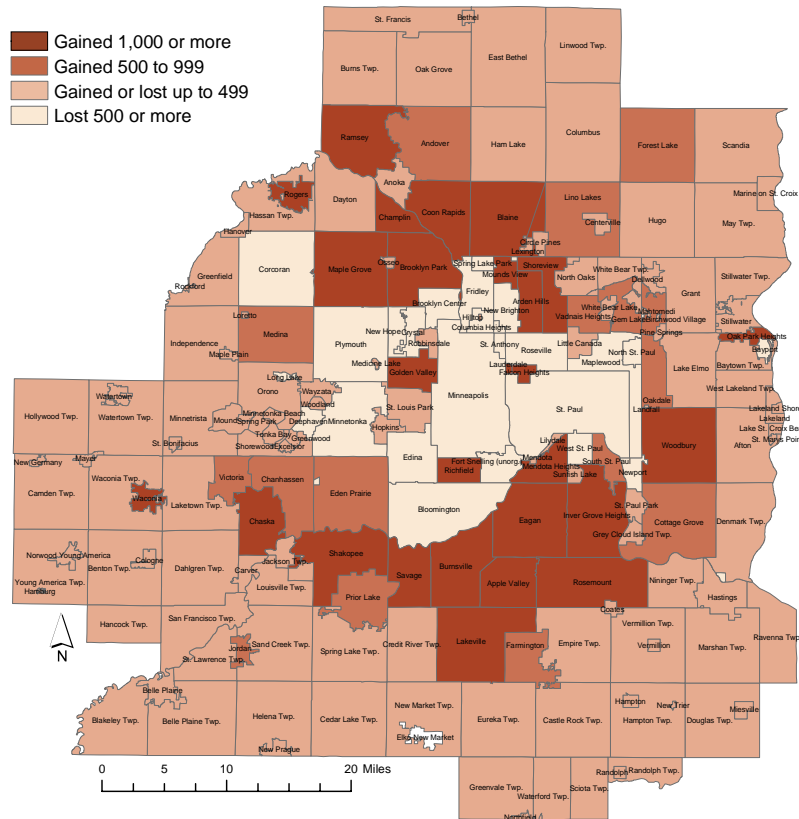 Gained 1,000 or more
Gained 500 to 999
Gained or lost up to 499
Lost 500 or more
St. Francis
Bethel
Burns Twp.
Oak Grove
East Bethel
Linwood Twp.
Ramsey
Andover
Ham Lake
Columbus
Forest Lake
Scandia
Anoka
Rogers
Dayton
Hassan Twp.
Champlin
Coon Rapids
Blaine
Lino Lakes
Centerville
Hugo
May Twp.
Marine on St. Croix
Hanover
Circle Pines
Lexington
Greenfield
Rockford
Corcoran
Maple Grove
Osseo
Brooklyn Park
Spring Lake Park
Mounds View
Shoreview
North Oaks
White Bear Twp.
Dellwood
Grant
Stillwater Twp.
Fridley
Arden Hills
Brooklyn Center
Hilltop
New Brighton
Columbia Heights
Vadnais Heights
White Bear Lake
Gem Lake
Mahtomedi
Birchwood Village
Pine Springs
Stillwater
Oak Park Heights
Bayport
Baytown Twp.
Loretto
Medina
Independence
Maple Plain
Plymouth
New Hope
Crystal
Robbinsdale
Medicine Lake
Golden Valley
St. Anthony
Roseville
Lauderdale
Falcon Heights
Little Canada
Maplewood
North St. Paul
Lake Elmo
West Lakeland Twp.
Long Lake
Orono
Wayzata
Woodland
Minnetonka Beach
Mound
Spring Park
Deephaven
Minnetonka
Tonka Bay
Greenwood
Shorewood
Excelsior
Hopkins
St. Louis Park
Minneapolis
St. Paul
Oakdale
Landfall
Woodbury
Lakeland Shore
Lakeland
Lake St. Croix Bea
St. Marys Poin
Afton
Hollywood Twp.
Watertown
Watertown Twp.
Minnetrista
St. Bonifacius
New Germany
Mayer
Waconia Twp.
Camden Twp.
Waconia
Laketown Twp.
Victoria
Chanhassen
Eden Prairie
Edina
Richfield
Fort Snelling (unorg.)
Bloomington
Lilydale
Mendota
Mendota Heights
West St. Paul
South St. Paul
Sunfish Lake
Newport
St. Paul Park
Inver Grove Heights
Grey Cloud Island Twp.
Cottage Grove
Denmark Twp.
Eagan
Chaska
Shakopee
Jackson Twp.
Norwood Young America
Cologne
Benton Twp.
Dahlgren Twp.
Carver
Louisville Twp.
Young America Twp.
Hamburg
Hancock Twp.
San Francisco Twp.
Prior Lake
Savage
Burnsville
Apple Valley
Rosemount
Nininger Twp.
Hastings
Coates
Vermillion Twp.
Vermillion
Marshan Twp.
Ravenna Twp
Jordan
Sand Creek Twp.
St. Lawrence Twp.
Spring Lake Twp.
Credit River Twp.
Lakeville
Farmington
Empire Twp.
Belle Plaine
Blakeley Twp.
Belle Plaine Twp.
Helena Twp.
New Prague
Cedar Lake Twp.
New Market Twp.
Elko New Market
Eureka Twp.
Castle Rock Twp.
Hampton
Hampton Twp.
New Trier
Douglas Twp.
Miesville
Randolph
Randolph Twp.
Greenvale Twp.
Waterford Twp.
Sciota Twp.
Northfield
N
0 5 10 20 Miles